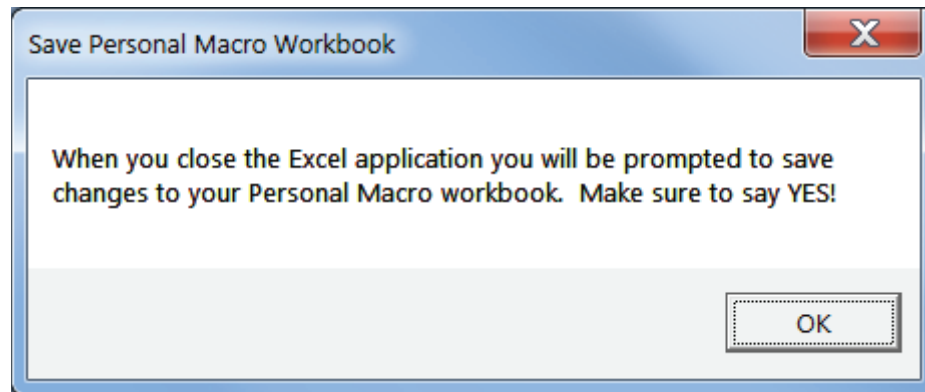 Save Personal Macro Workbook
When you close the Excel application you will be prompted to save
changes to your Personal Macro workbook.  Make sure to say YES!
OK